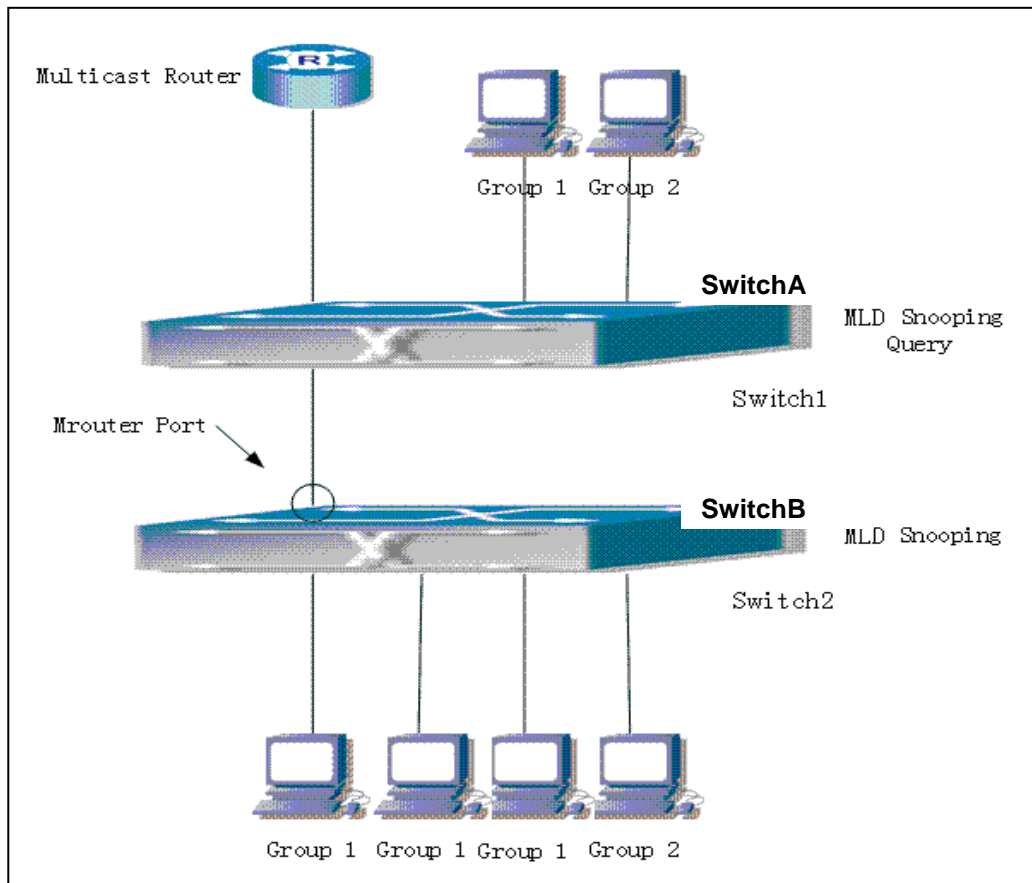 Multicast Router
R
Group 1
Group 2
SwitchA
MLD Snooping
Query
Switch1
Mrouter Port
SwitchB
MLD Snooping
Switch2
Group 1
Group 1
Group 1
Group 2